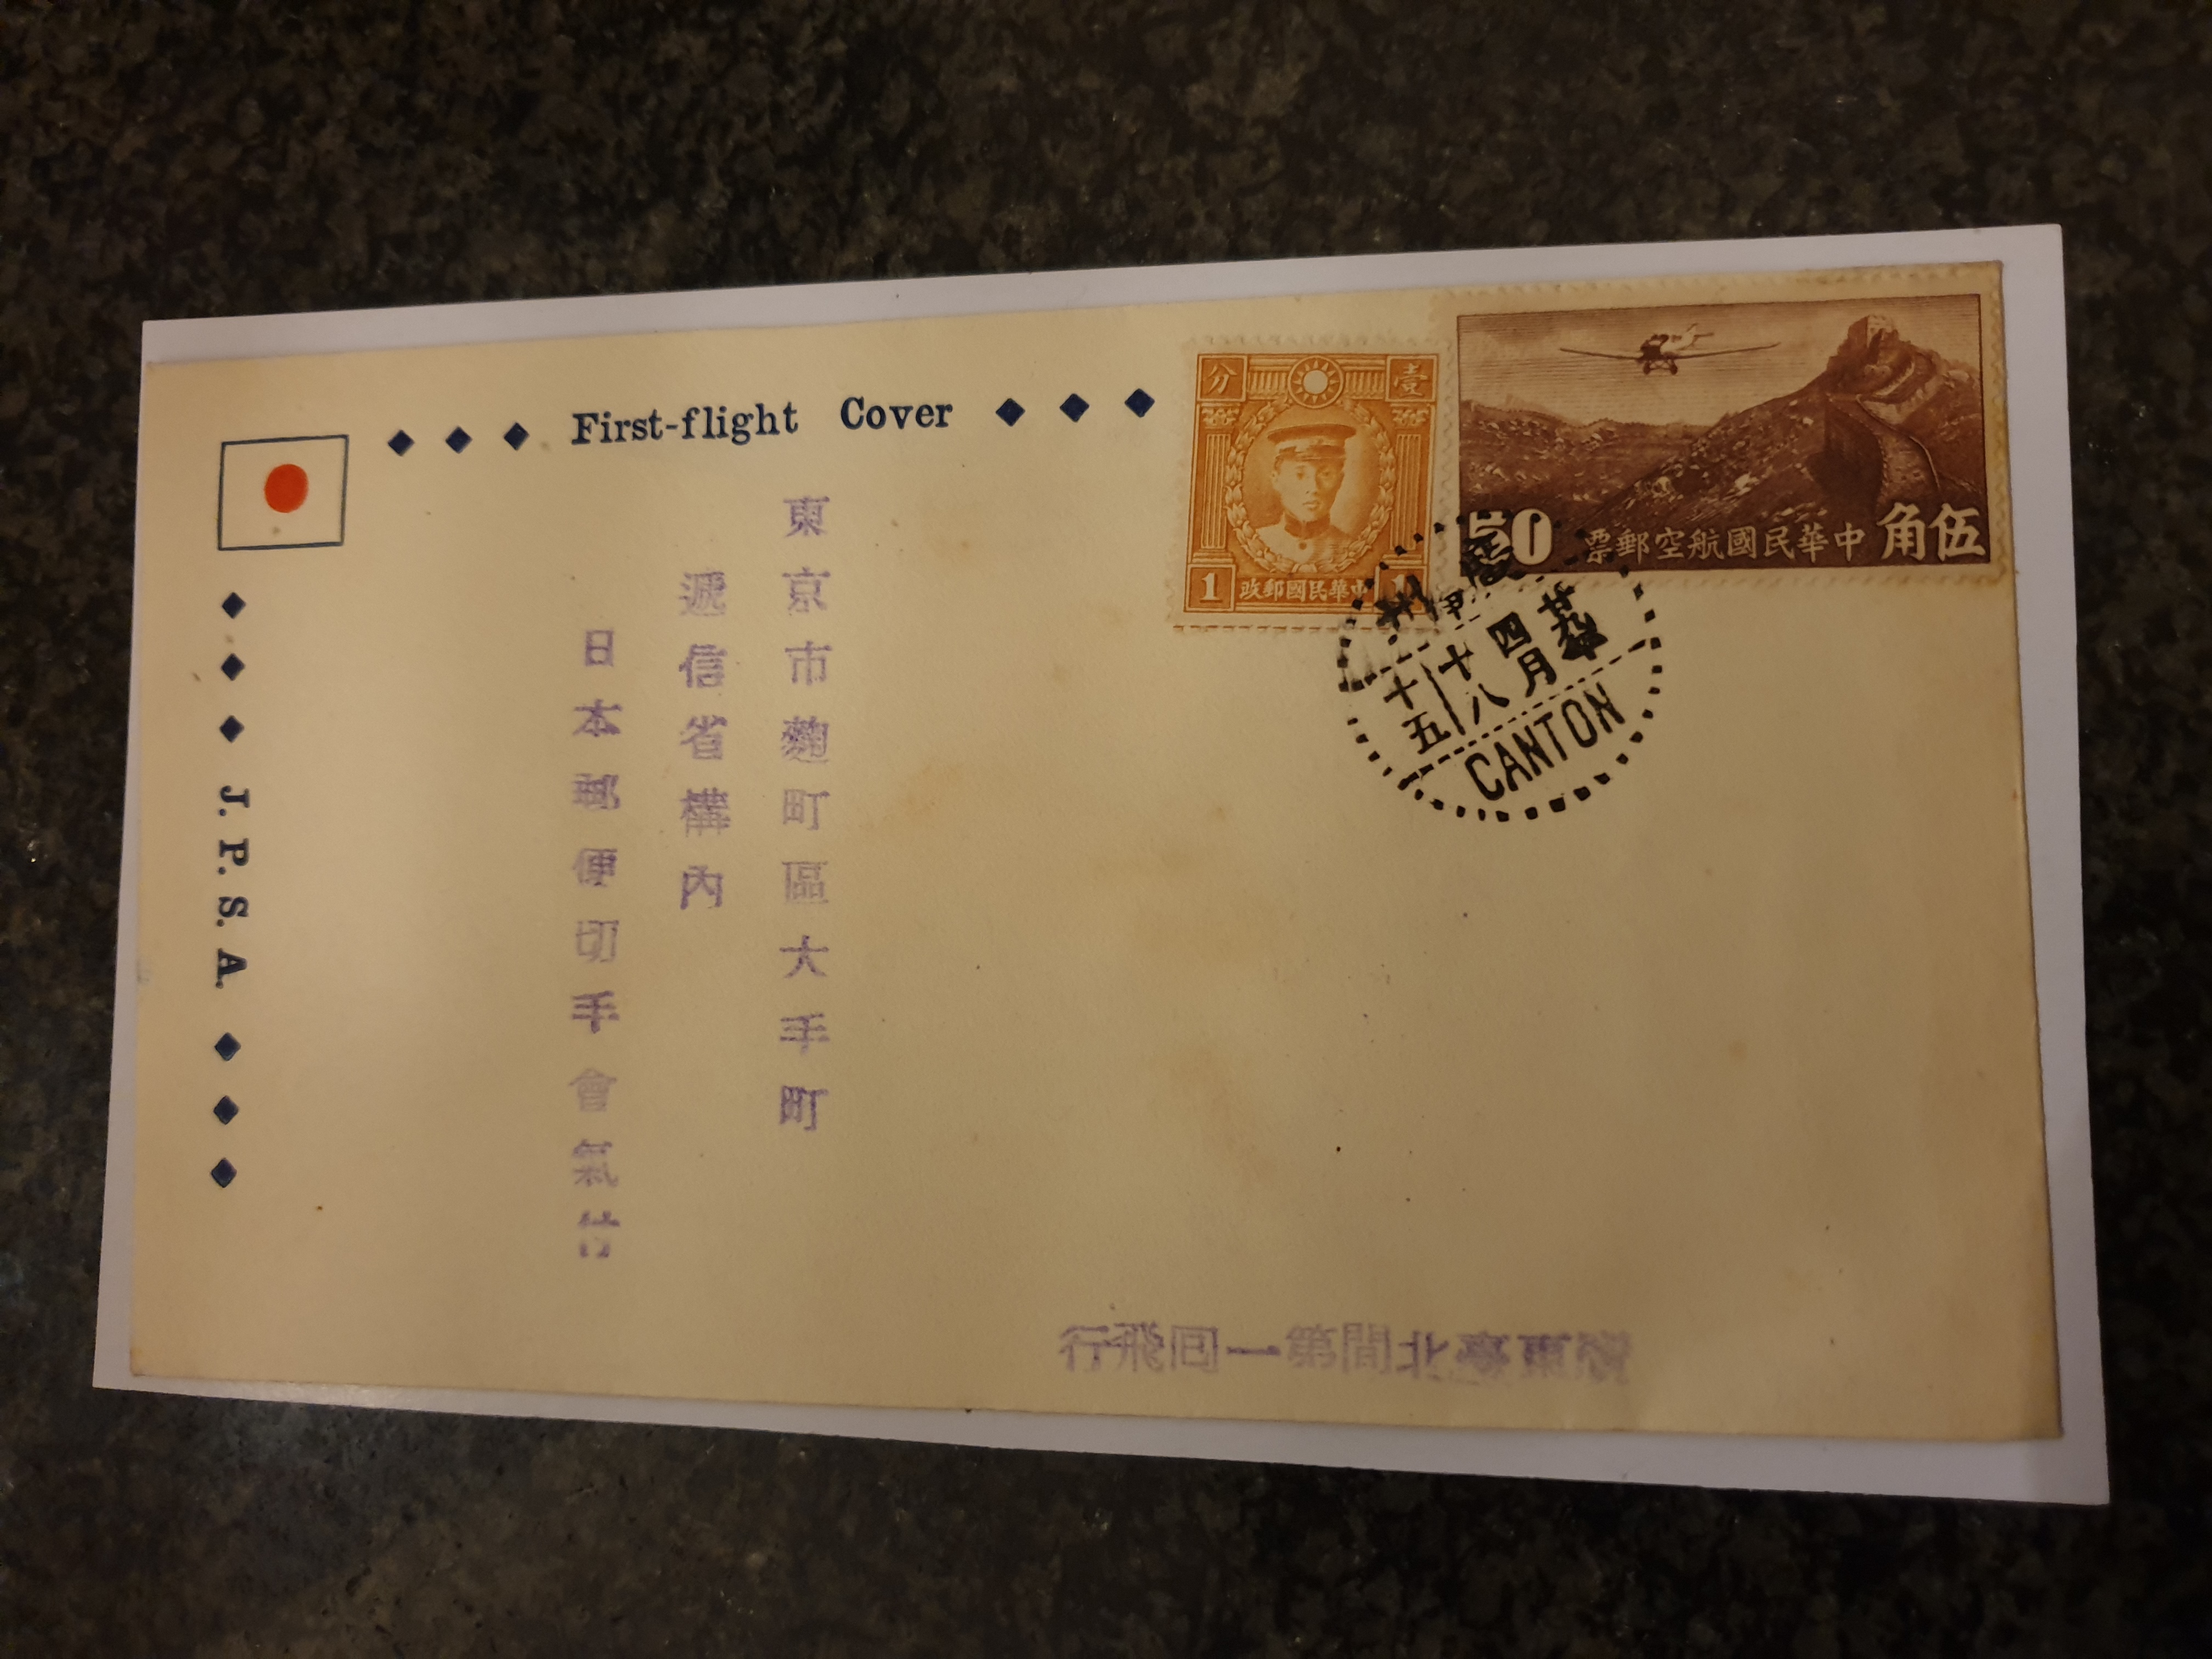 First-flight Cover
J. P. S. A.
分 壹
1 中華民國郵政 1
50 中華民國航空郵票 伍角
廣州
四月
十八
十五
CANTON
東京市麴町區大手町
遞信省構內
日本郵便切手會氣付
廣東臺北間第一回飛行